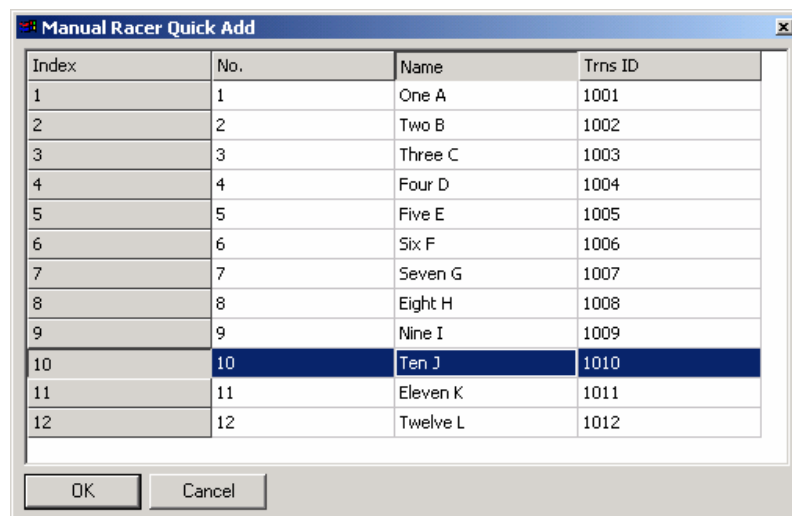 Manual Racer Quick Add
Index No. Name Trns ID
1 1 One A 1001
2 2 Two B 1002
3 3 Three C 1003
4 4 Four D 1004
5 5 Five E 1005
6 6 Six F 1006
7 7 Seven G 1007
8 8 Eight H 1008
9 9 Nine I 1009
10 10 Ten J 1010
11 11 Eleven K 1011
12 12 Twelve L 1012
OK Cancel